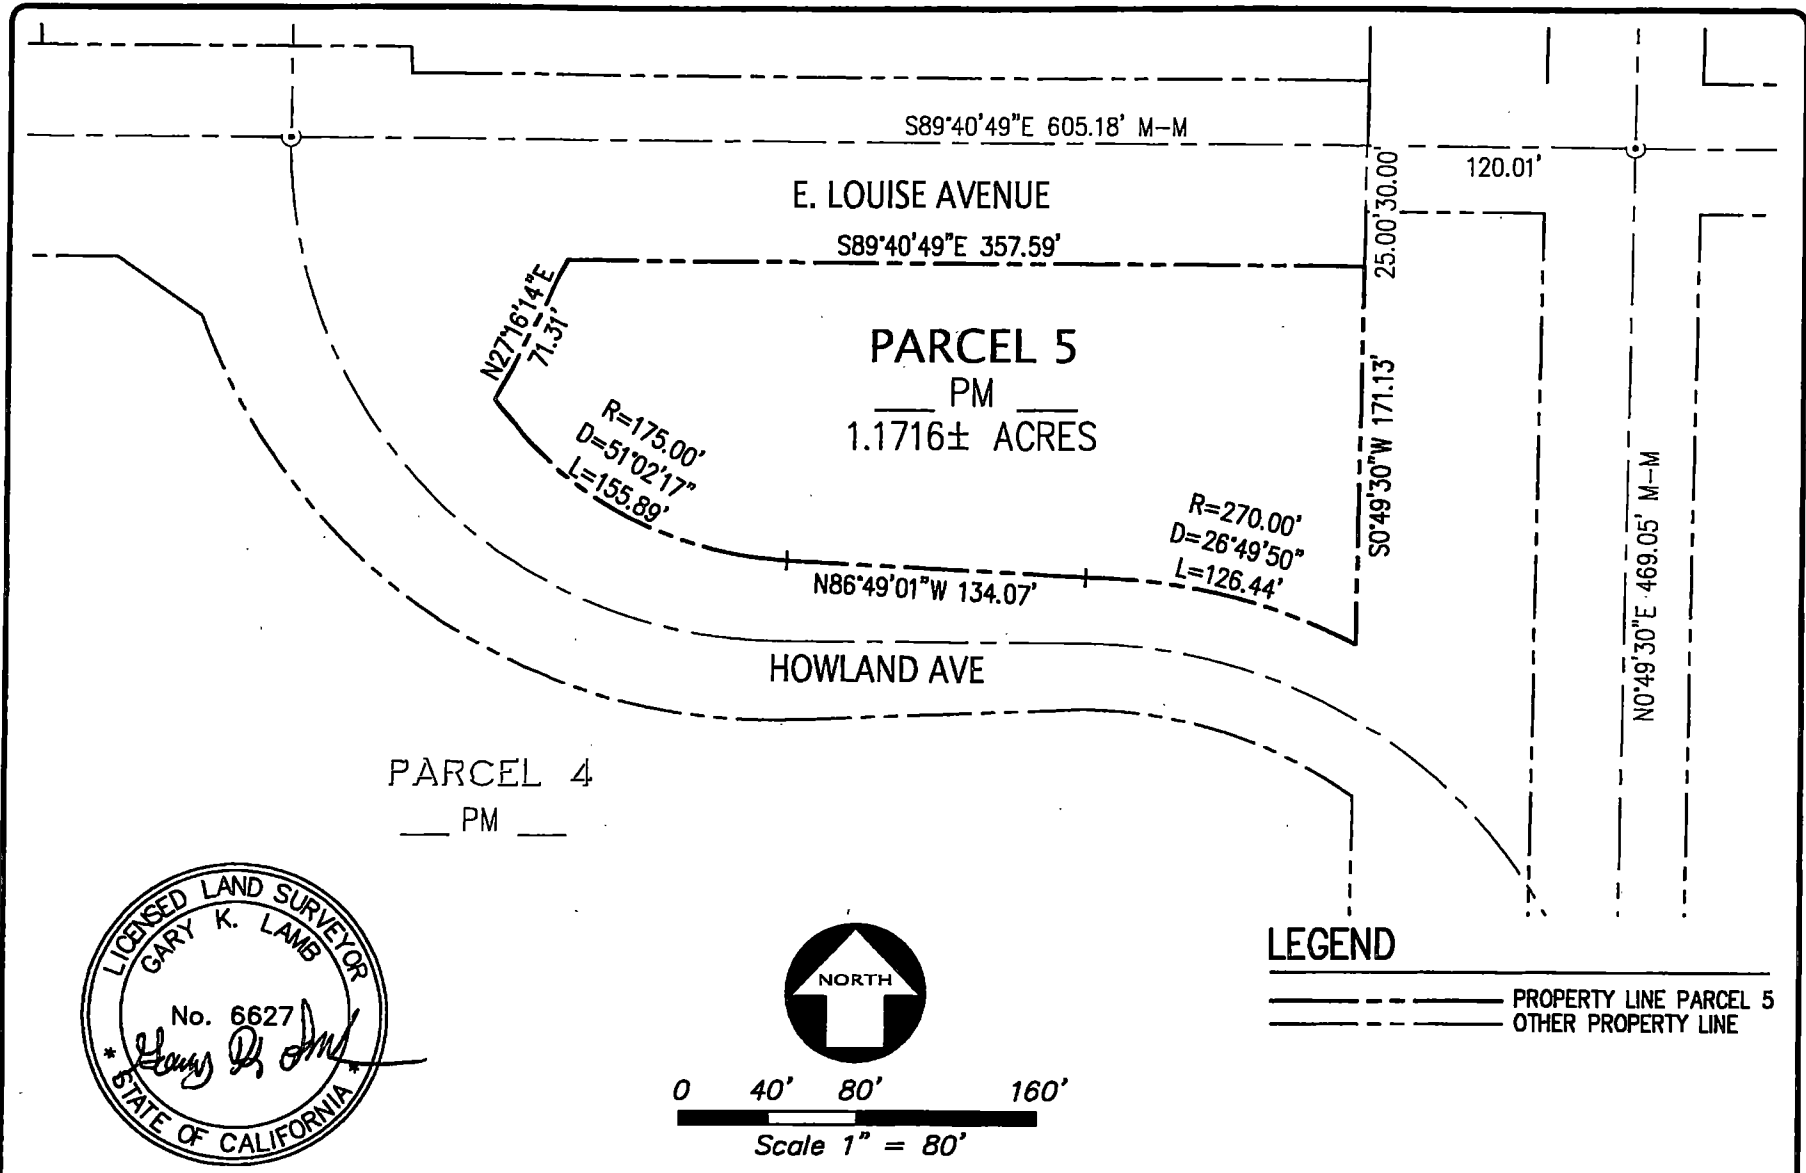 S89°40'49"E 605.18' M-M
120.01'
E. LOUISE AVENUE
25.00'
30.00
S89°40'49"E 357.59'
N27°16'14"E
71.31'
PARCEL 5
___ PM ___
1.1716± ACRES
S0°49'30"W 171.13'
R=175.00'
D=51°02'17"
L=155.89'
N86°49'01"W 134.07'
R=270.00'
D=26°49'50"
L=126.44'
N0°49'30"E 469.05' M-M
HOWLAND AVE
PARCEL 4
___ PM ___
LICENSED LAND SURVEYOR
GARY K. LAMB
No. 6627
* STATE OF CALIFORNIA *
NORTH
LEGEND
PROPERTY LINE PARCEL 5
OTHER PROPERTY LINE
0 40' 80' 160'
Scale 1" = 80'